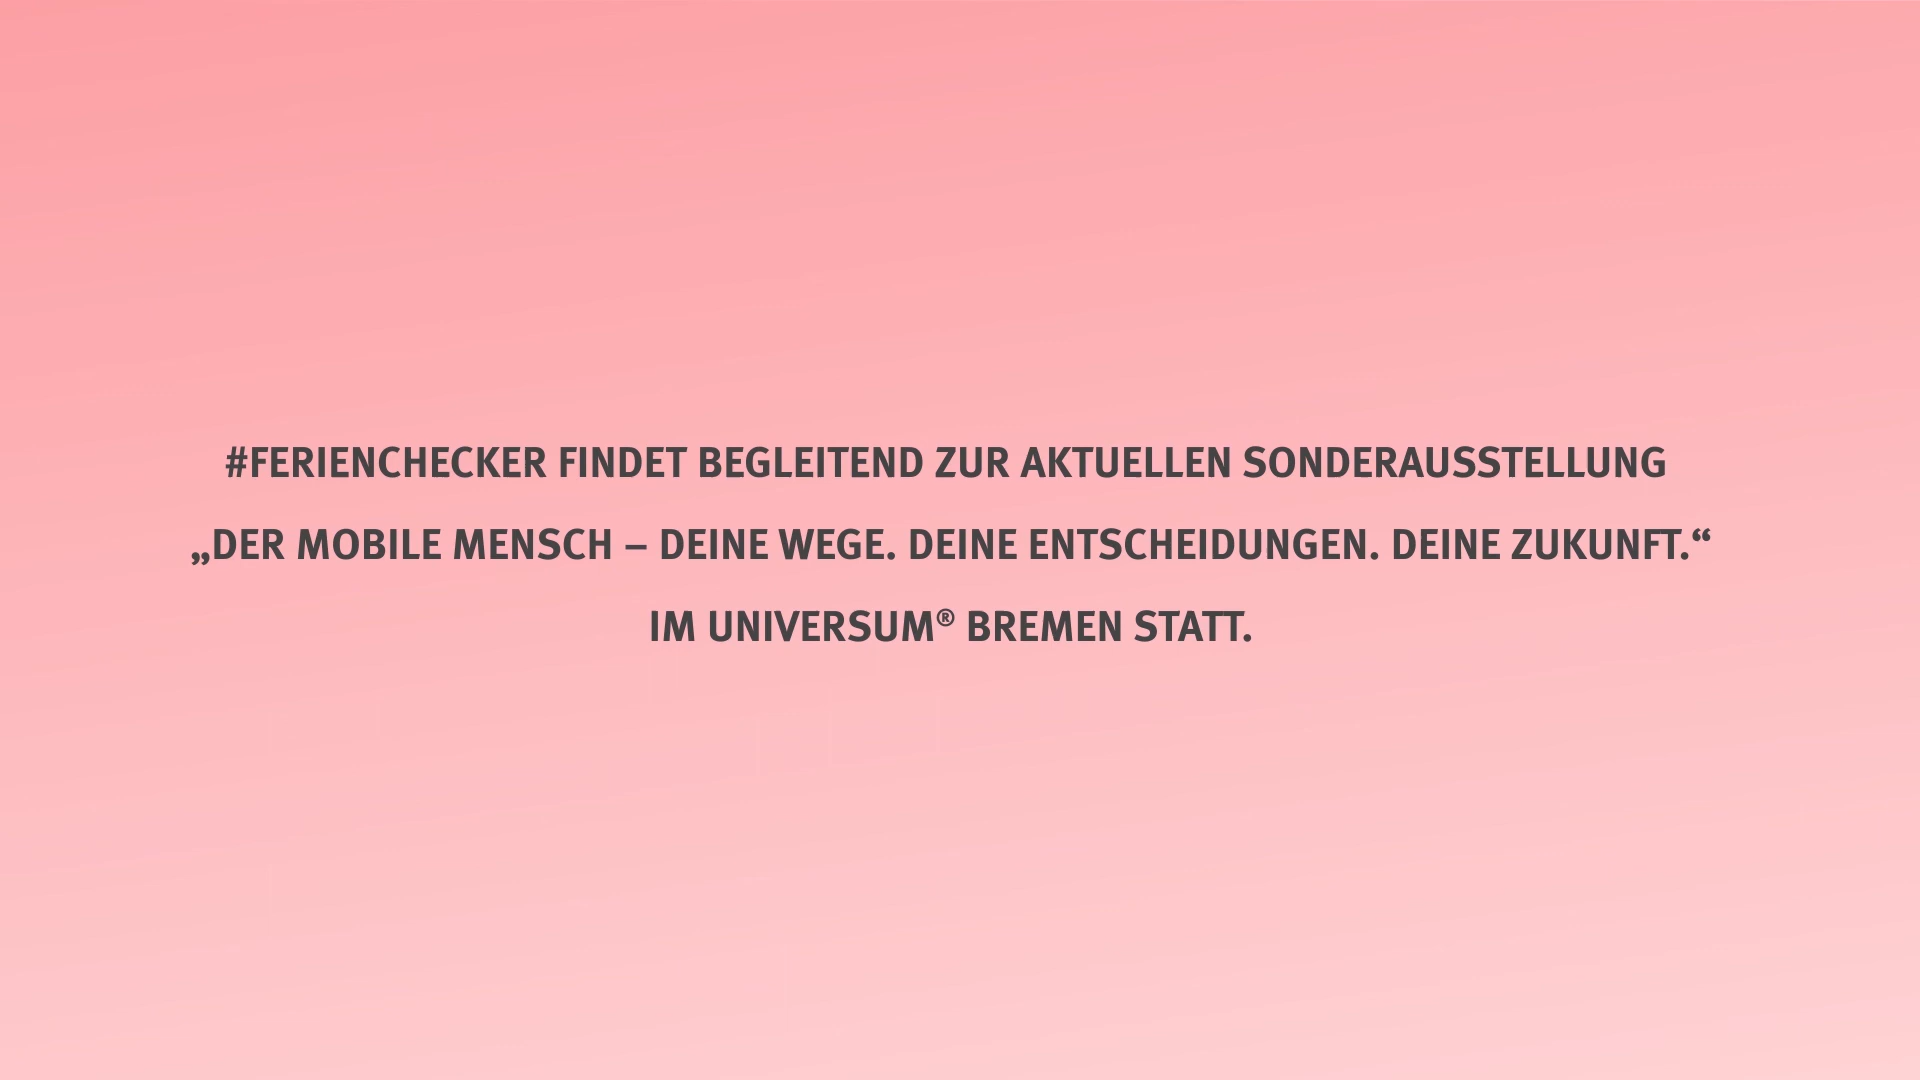 #FERIENCHECKER FINDET BEGLEITEND ZUR AKTUELLEN SONDERAUSSTELLUNG
„DER MOBILE MENSCH – DEINE WEGE. DEINE ENTSCHEIDUNGEN. DEINE ZUKUNFT.“
IM UNIVERSUM® BREMEN STATT.